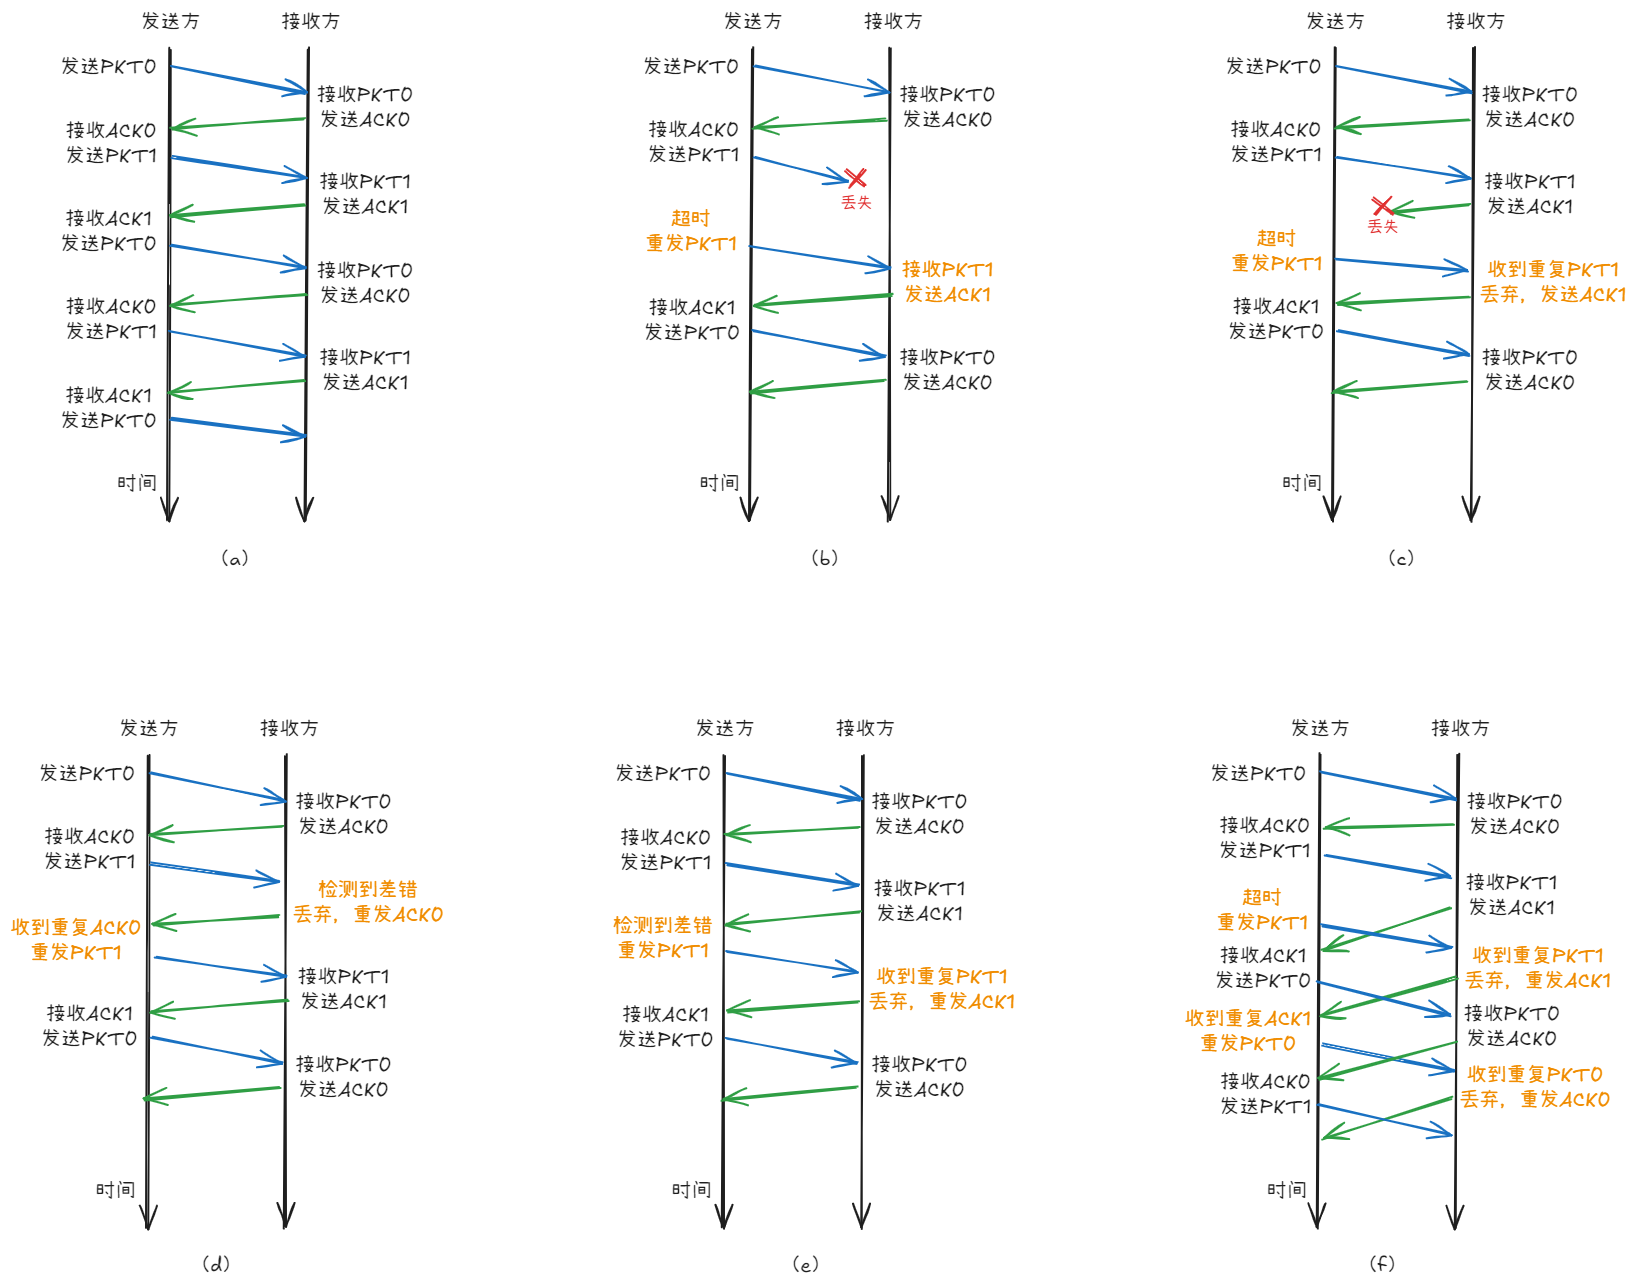 发送方
接收方
发送PKT0
接收PKT0
发送ACK0
接收ACK0
发送PKT1
接收PKT1
发送ACK1
接收ACK1
发送PKT0
接收PKT0
发送ACK0
接收ACK0
发送PKT1
接收PKT1
发送ACK1
接收ACK1
发送PKT0
时间
(a)
发送方
接收方
发送PKT0
接收PKT0
发送ACK0
接收ACK0
发送PKT1
丢失
超时
重发PKT1
接收PKT1
发送ACK1
接收ACK1
发送PKT0
接收PKT0
发送ACK0
时间
(b)
发送方
接收方
发送PKT0
接收PKT0
发送ACK0
接收ACK0
发送PKT1
接收PKT1
发送ACK1
丢失
超时
重发PKT1
收到重复PKT1
丢弃，发送ACK1
接收ACK1
发送PKT0
接收PKT0
发送ACK0
时间
(c)
发送方
接收方
发送PKT0
接收PKT0
发送ACK0
接收ACK0
发送PKT1
检测到差错
丢弃，重发ACK0
收到重复ACK0
重发PKT1
接收PKT1
发送ACK1
接收ACK1
发送PKT0
接收PKT0
发送ACK0
时间
(d)
发送方
接收方
发送PKT0
接收PKT0
发送ACK0
接收ACK0
发送PKT1
接收PKT1
发送ACK1
检测到差错
重发PKT1
收到重复PKT1
丢弃，重发ACK1
接收ACK1
发送PKT0
接收PKT0
发送ACK0
时间
(e)
发送方
接收方
发送PKT0
接收PKT0
发送ACK0
接收ACK0
发送PKT1
接收PKT1
发送ACK1
超时
重发PKT1
接收ACK1
发送PKT0
收到重复PKT1
丢弃，重发ACK1
收到重复ACK1
重发PKT0
接收PKT0
发送ACK0
接收ACK0
发送PKT1
收到重复PKT0
丢弃，重发ACK0
时间
(f)